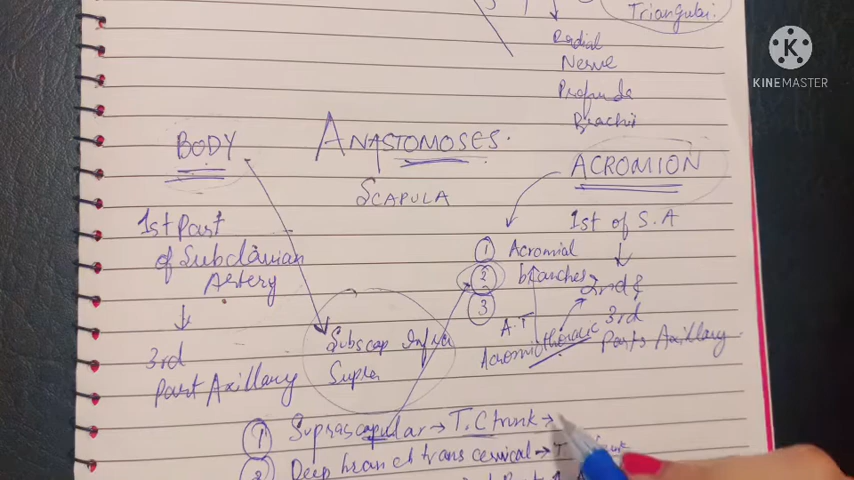 Triangular.
Radial
Nerve
Profunda
Brachii
K
KINEMASTER
ANASTOMOSES.
SCAPULA
BODY
1st Part
of Subclavian
Artery
3rd
Part Axillary
Subscap Infra
Supra
ACROMION
1st of S.A
2nd &
3rd
Parts Axillary
1 Acromial
2 branches
3
A.T
Acromiothoracic
1 Suprascapular → T.C trunk →
2 Deep branch trans cervical →